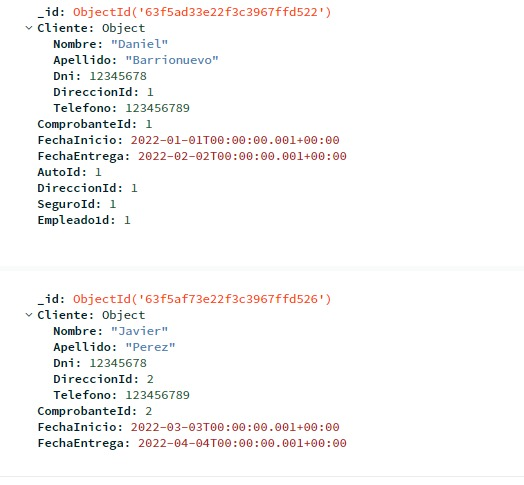 _id: ObjectId('63f5ad33e22f3c3967ffd522')
Cliente: Object
Nombre: "Daniel"
Apellido: "Barrionuevo"
Dni: 12345678
DireccionId: 1
Telefono: 123456789
ComprobanteId: 1
FechaInicio: 2022-01-01T00:00:00.001+00:00
FechaEntrega: 2022-02-02T00:00:00.001+00:00
AutoId: 1
DireccionId: 1
SeguroId: 1
EmpleadoId: 1
_id: ObjectId('63f5af73e22f3c3967ffd526')
Cliente: Object
Nombre: "Javier"
Apellido: "Perez"
Dni: 12345678
DireccionId: 2
Telefono: 123456789
ComprobanteId: 2
FechaInicio: 2022-03-03T00:00:00.001+00:00
FechaEntrega: 2022-04-04T00:00:00.001+00:00